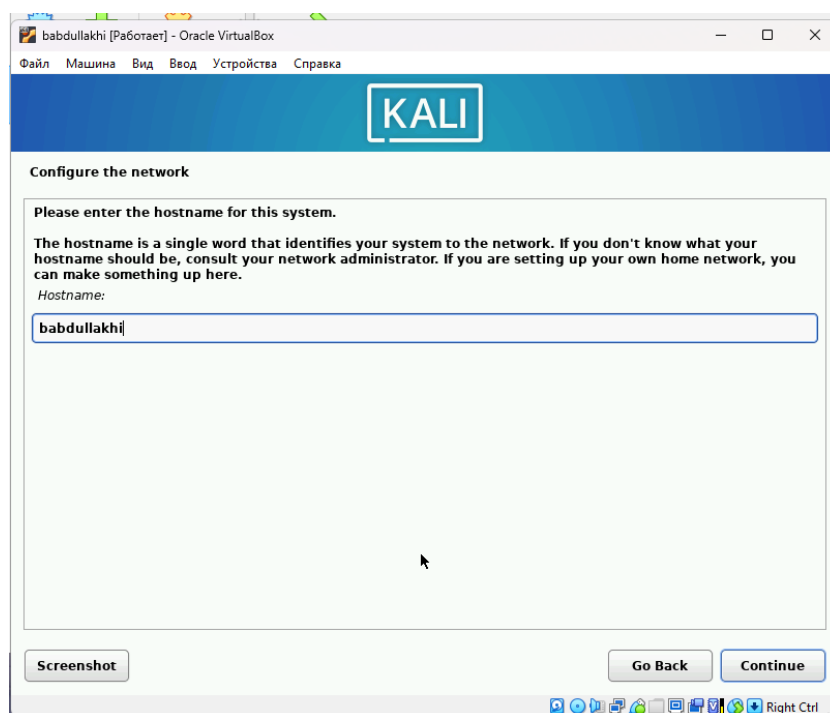 babdullakhi [Работает] - Oracle VirtualBox
Файл Машина Вид Ввод Устройства Справка
KALI
Configure the network
Please enter the hostname for this system.
The hostname is a single word that identifies your system to the network. If you don't know what your
hostname should be, consult your network administrator. If you are setting up your own home network, you
can make something up here.
Hostname:
babdullakhi
Screenshot Go Back Continue
Right Ctrl